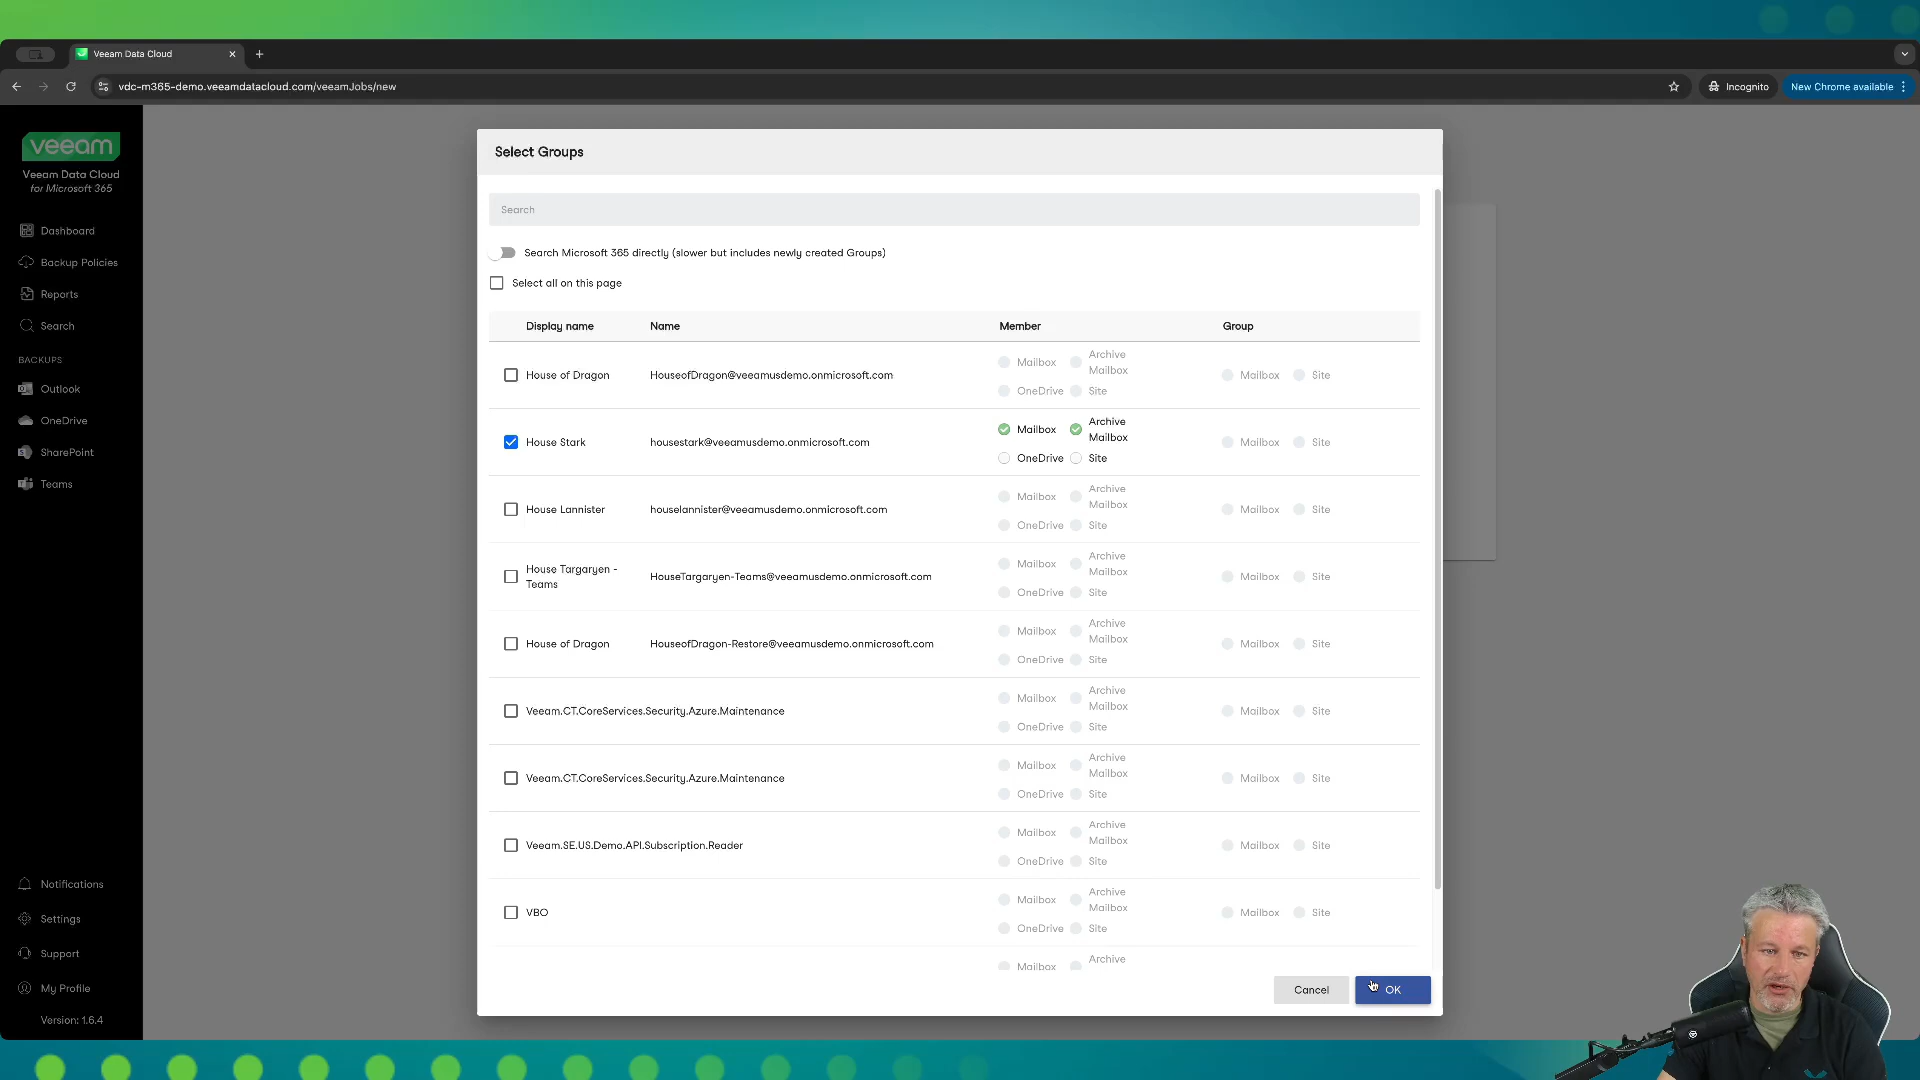 Veeam Data Cloud
vdc-m365-demo.veeamdatacloud.com/veeamJobs/new
Incognito
New Chrome available
veeam
Veeam Data Cloud
for Microsoft 365
Dashboard
Backup Policies
Reports
Search
BACKUPS
Outlook
OneDrive
SharePoint
Teams
Notifications
Settings
Support
My Profile
Version: 1.6.4
Select Groups
Search
Search Microsoft 365 directly (slower but includes newly created Groups)
Select all on this page
Display name Name Member Group
House of Dragon HouseofDragon@veeamusdemo.onmicrosoft.com Mailbox Archive Mailbox OneDrive Site Mailbox Site
House Stark housestark@veeamusdemo.onmicrosoft.com Mailbox Archive Mailbox OneDrive Site Mailbox Site
House Lannister houselannister@veeamusdemo.onmicrosoft.com Mailbox Archive Mailbox OneDrive Site Mailbox Site
House Targaryen - Teams HouseTargaryen-Teams@veeamusdemo.onmicrosoft.com Mailbox Archive Mailbox OneDrive Site Mailbox Site
House of Dragon HouseofDragon-Restore@veeamusdemo.onmicrosoft.com Mailbox Archive Mailbox OneDrive Site Mailbox Site
Veeam.CT.CoreServices.Security.Azure.Maintenance Mailbox Archive Mailbox OneDrive Site Mailbox Site
Veeam.CT.CoreServices.Security.Azure.Maintenance Mailbox Archive Mailbox OneDrive Site Mailbox Site
Veeam.SE.US.Demo.API.Subscription.Reader Mailbox Archive Mailbox OneDrive Site Mailbox Site
VBO Mailbox Archive Mailbox OneDrive Site Mailbox Site
Mailbox Archive
Cancel OK